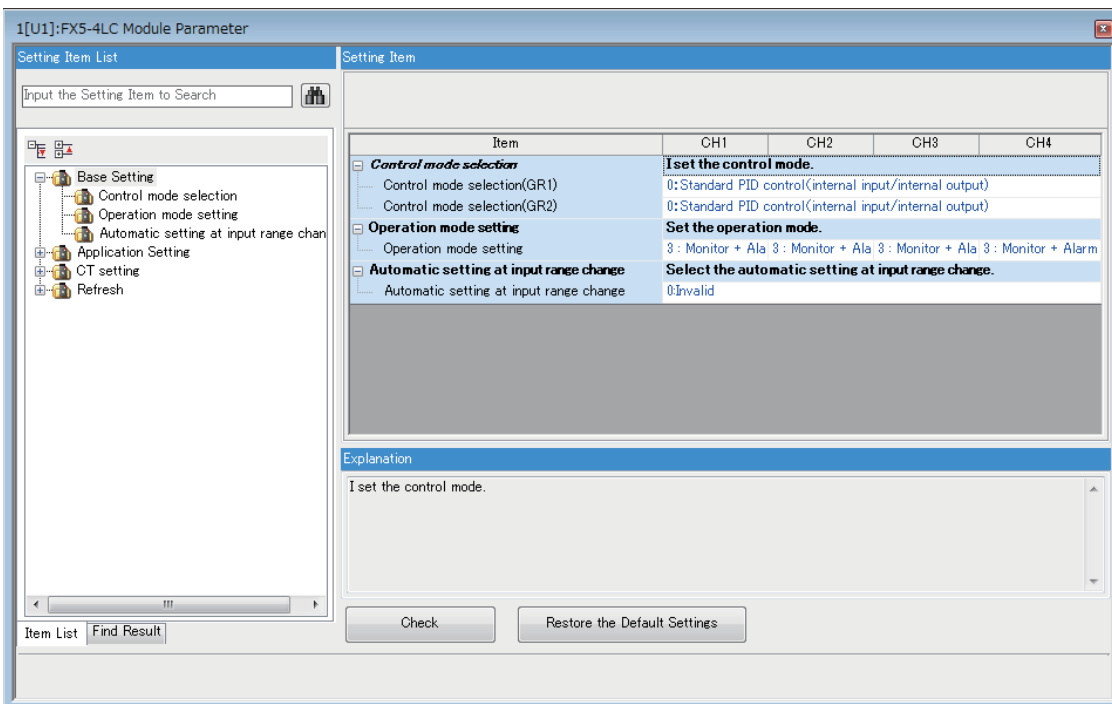 1[U1]:FX5-4LC Module Parameter
Setting Item List
Input the Setting Item to Search
Base Setting
Control mode selection
Operation mode setting
Automatic setting at input range chan
Application Setting
CT setting
Refresh
Item List Find Result
Setting Item
Item CH1 CH2 CH3 CH4
Control mode selection I set the control mode.
Control mode selection(GR1) 0:Standard PID control(internal input/internal output)
Control mode selection(GR2) 0:Standard PID control(internal input/internal output)
Operation mode setting Set the operation mode.
Operation mode setting 3 : Monitor + Ala 3 : Monitor + Ala 3 : Monitor + Ala 3 : Monitor + Alarm
Automatic setting at input range change Select the automatic setting at input range change.
Automatic setting at input range change 0:Invalid
Explanation
I set the control mode.
Check Restore the Default Settings